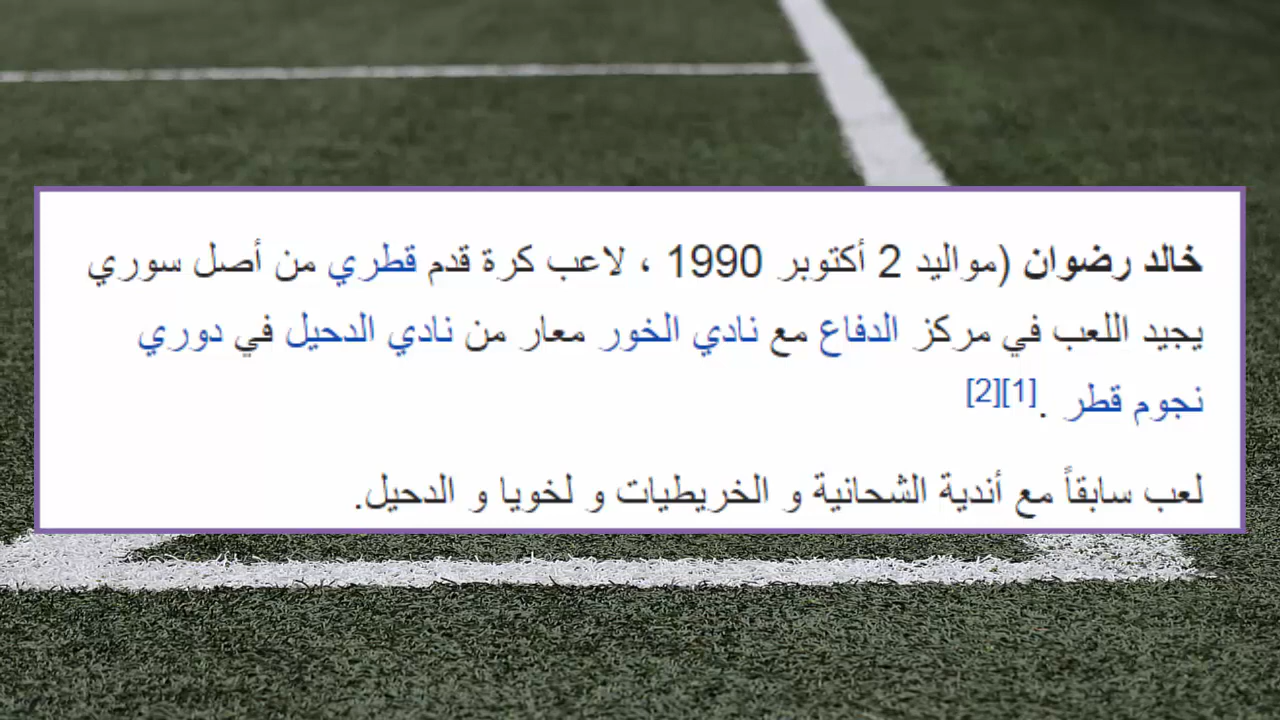 خالد رضوان (مواليد 2 أكتوبر 1990 ، لاعب كرة قدم قطري من أصل سوري
يجيد اللعب في مركز الدفاع مع نادي الخور معار من نادي الدحيل في دوري
نجوم قطر .[1][2]
لعب سابقاً مع أندية الشحانية و الخريطيات و لخويا و الدحيل.